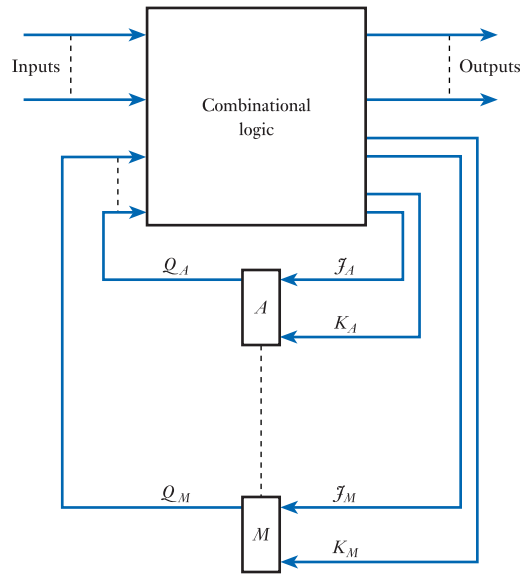 Inputs
Outputs
Combinational
logic
Q_A
J_A
A
K_A
Q_M
J_M
M
K_M